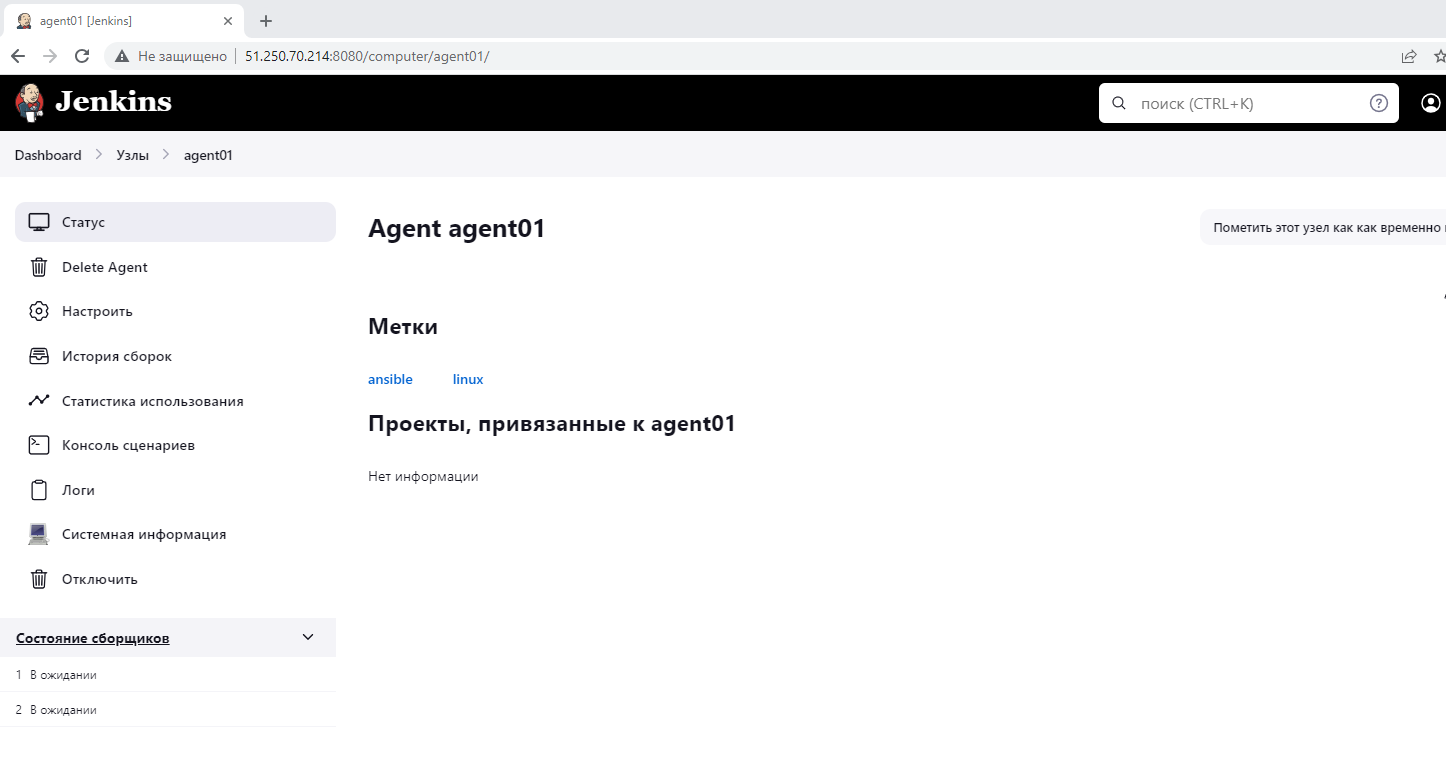 agent01 [Jenkins]
Не защищено 51.250.70.214:8080/computer/agent01/
Jenkins
поиск (CTRL+K)
Dashboard Узлы agent01
Статус
Delete Agent
Настроить
История сборок
Статистика использования
Консоль сценариев
Логи
Системная информация
Отключить
Состояние сборщиков
1 В ожидании
2 В ожидании
Agent agent01
Пометить этот узел как как временно
Метки
ansible linux
Проекты, привязанные к agent01
Нет информации